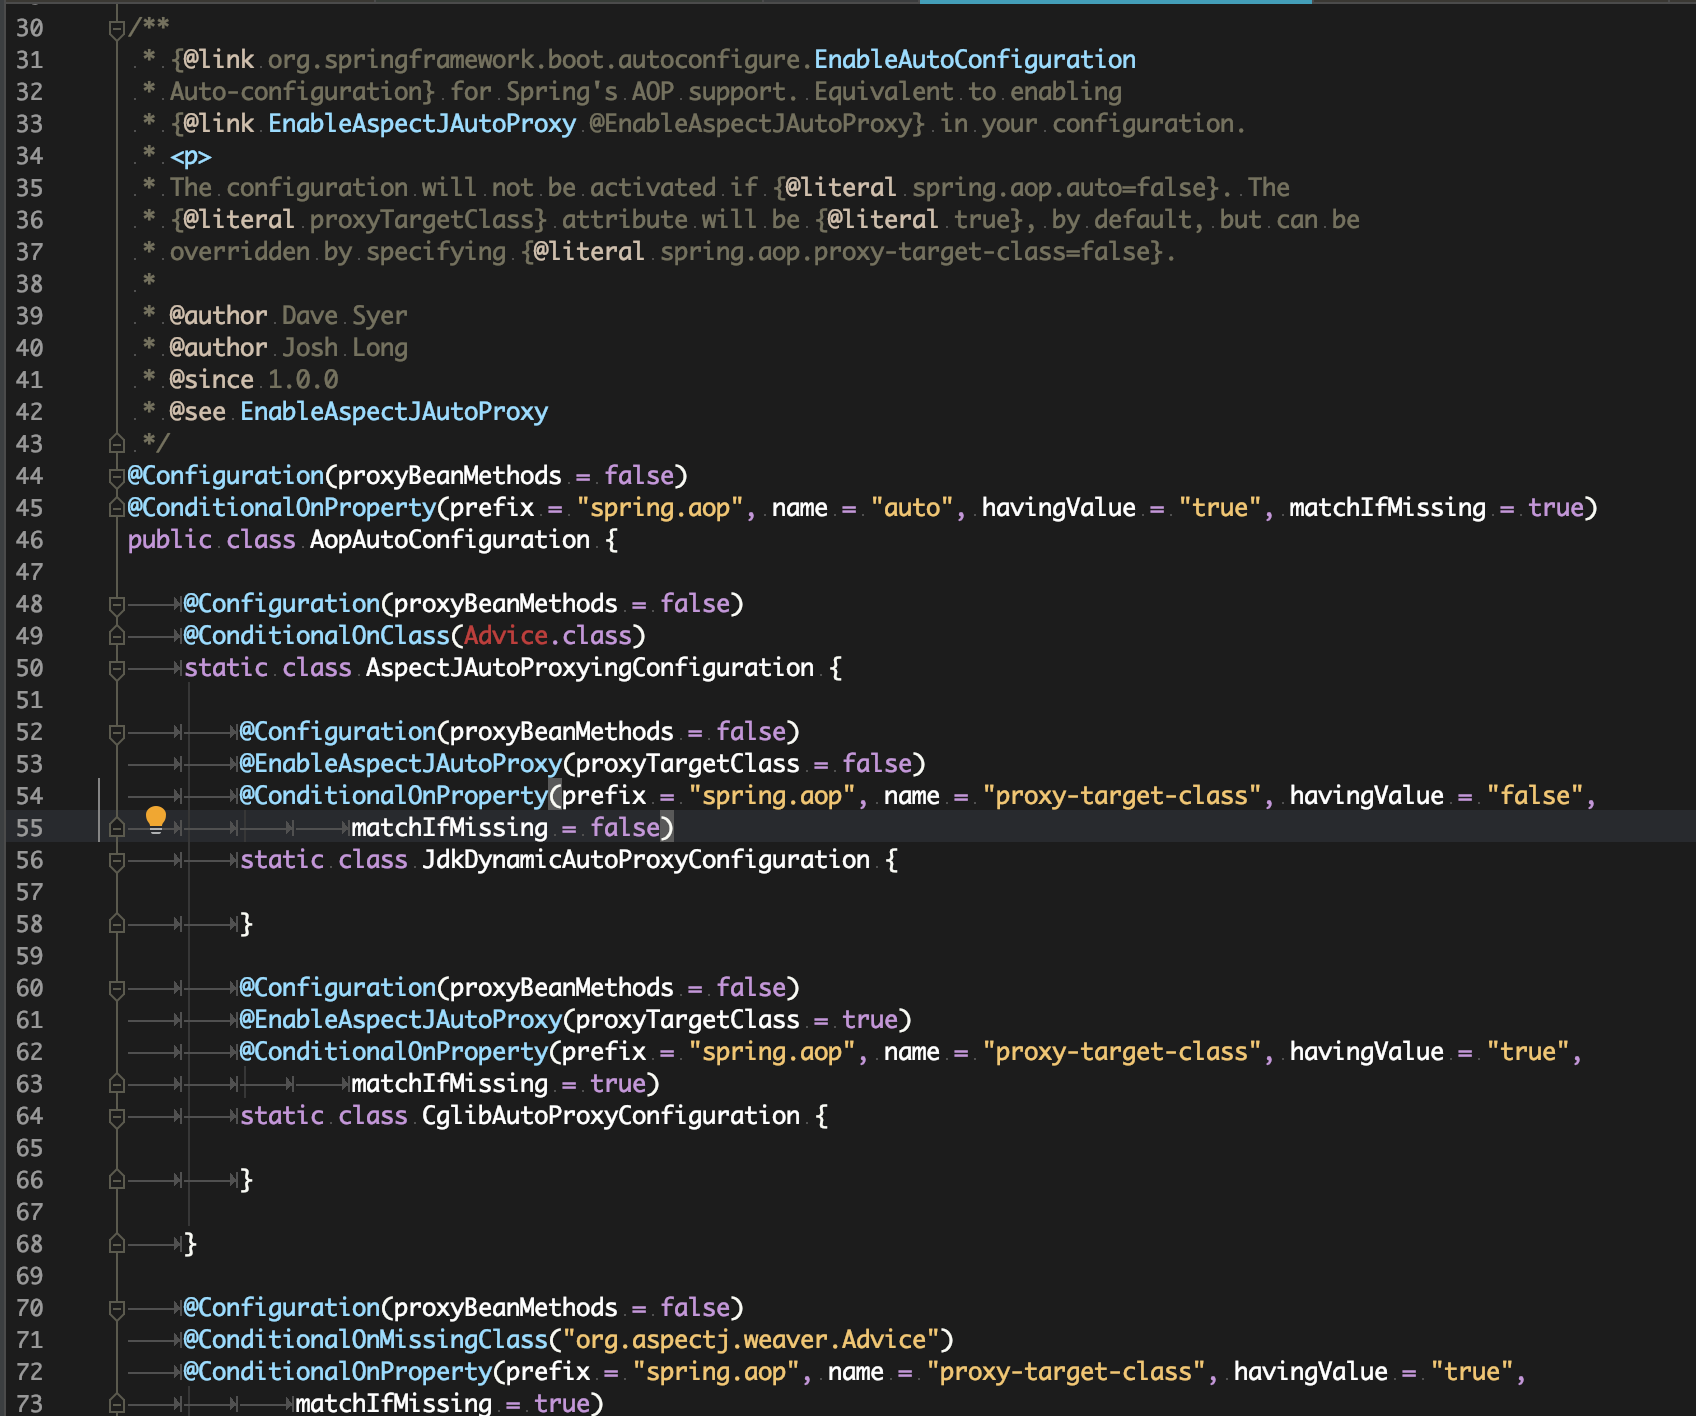 30 /**
31 * {@link org.springframework.boot.autoconfigure.EnableAutoConfiguration
32 * Auto-configuration} for Spring's AOP support. Equivalent to enabling
33 * {@link EnableAspectJAutoProxy @EnableAspectJAutoProxy} in your configuration.
34 * <p>
35 * The configuration will not be activated if {@literal spring.aop.auto=false}. The
36 * {@literal proxyTargetClass} attribute will be {@literal true}, by default, but can be
37 * overridden by specifying {@literal spring.aop.proxy-target-class=false}.
38 *
39 * @author Dave Syer
40 * @author Josh Long
41 * @since 1.0.0
42 * @see EnableAspectJAutoProxy
43 */
44 @Configuration(proxyBeanMethods = false)
45 @ConditionalOnProperty(prefix = "spring.aop", name = "auto", havingValue = "true", matchIfMissing = true)
46 public class AopAutoConfiguration {
47
48 @Configuration(proxyBeanMethods = false)
49 @ConditionalOnClass(Advice.class)
50 static class AspectJAutoProxyingConfiguration {
51
52 @Configuration(proxyBeanMethods = false)
53 @EnableAspectJAutoProxy(proxyTargetClass = false)
54 @ConditionalOnProperty(prefix = "spring.aop", name = "proxy-target-class", havingValue = "false",
55 matchIfMissing = false)
56 static class JdkDynamicAutoProxyConfiguration {
57
58 }
59
60 @Configuration(proxyBeanMethods = false)
61 @EnableAspectJAutoProxy(proxyTargetClass = true)
62 @ConditionalOnProperty(prefix = "spring.aop", name = "proxy-target-class", havingValue = "true",
63 matchIfMissing = true)
64 static class CglibAutoProxyConfiguration {
65
66 }
67
68 }
69
70 @Configuration(proxyBeanMethods = false)
71 @ConditionalOnMissingClass("org.aspectj.weaver.Advice")
72 @ConditionalOnProperty(prefix = "spring.aop", name = "proxy-target-class", havingValue = "true",
73 matchIfMissing = true)